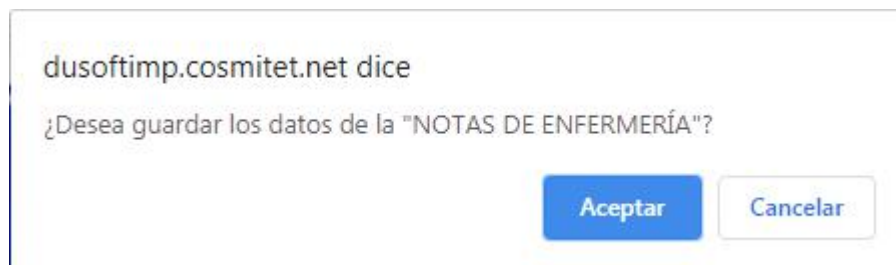 dusoftimp.cosmitet.net dice
¿Desea guardar los datos de la "NOTAS DE ENFERMERÍA"?
Aceptar Cancelar